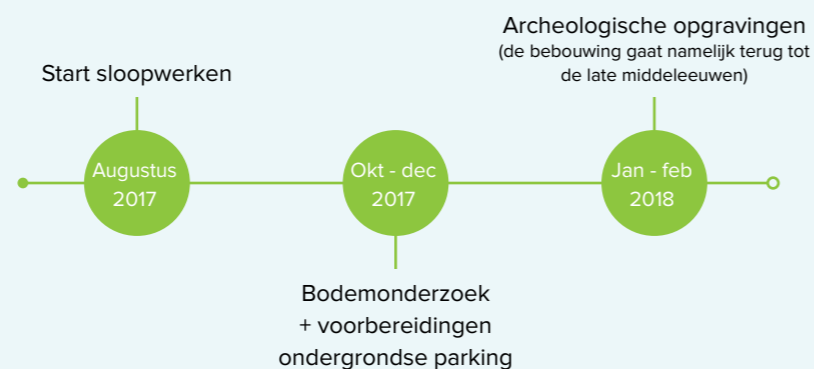 Start sloopwerken
Augustus
2017
Okt - dec
2017
Bodemonderzoek
+ voorbereidingen
ondergrondse parking
Archeologische opgravingen
(de bebouwing gaat namelijk terug tot
de late middeleeuwen)
Jan - feb
2018